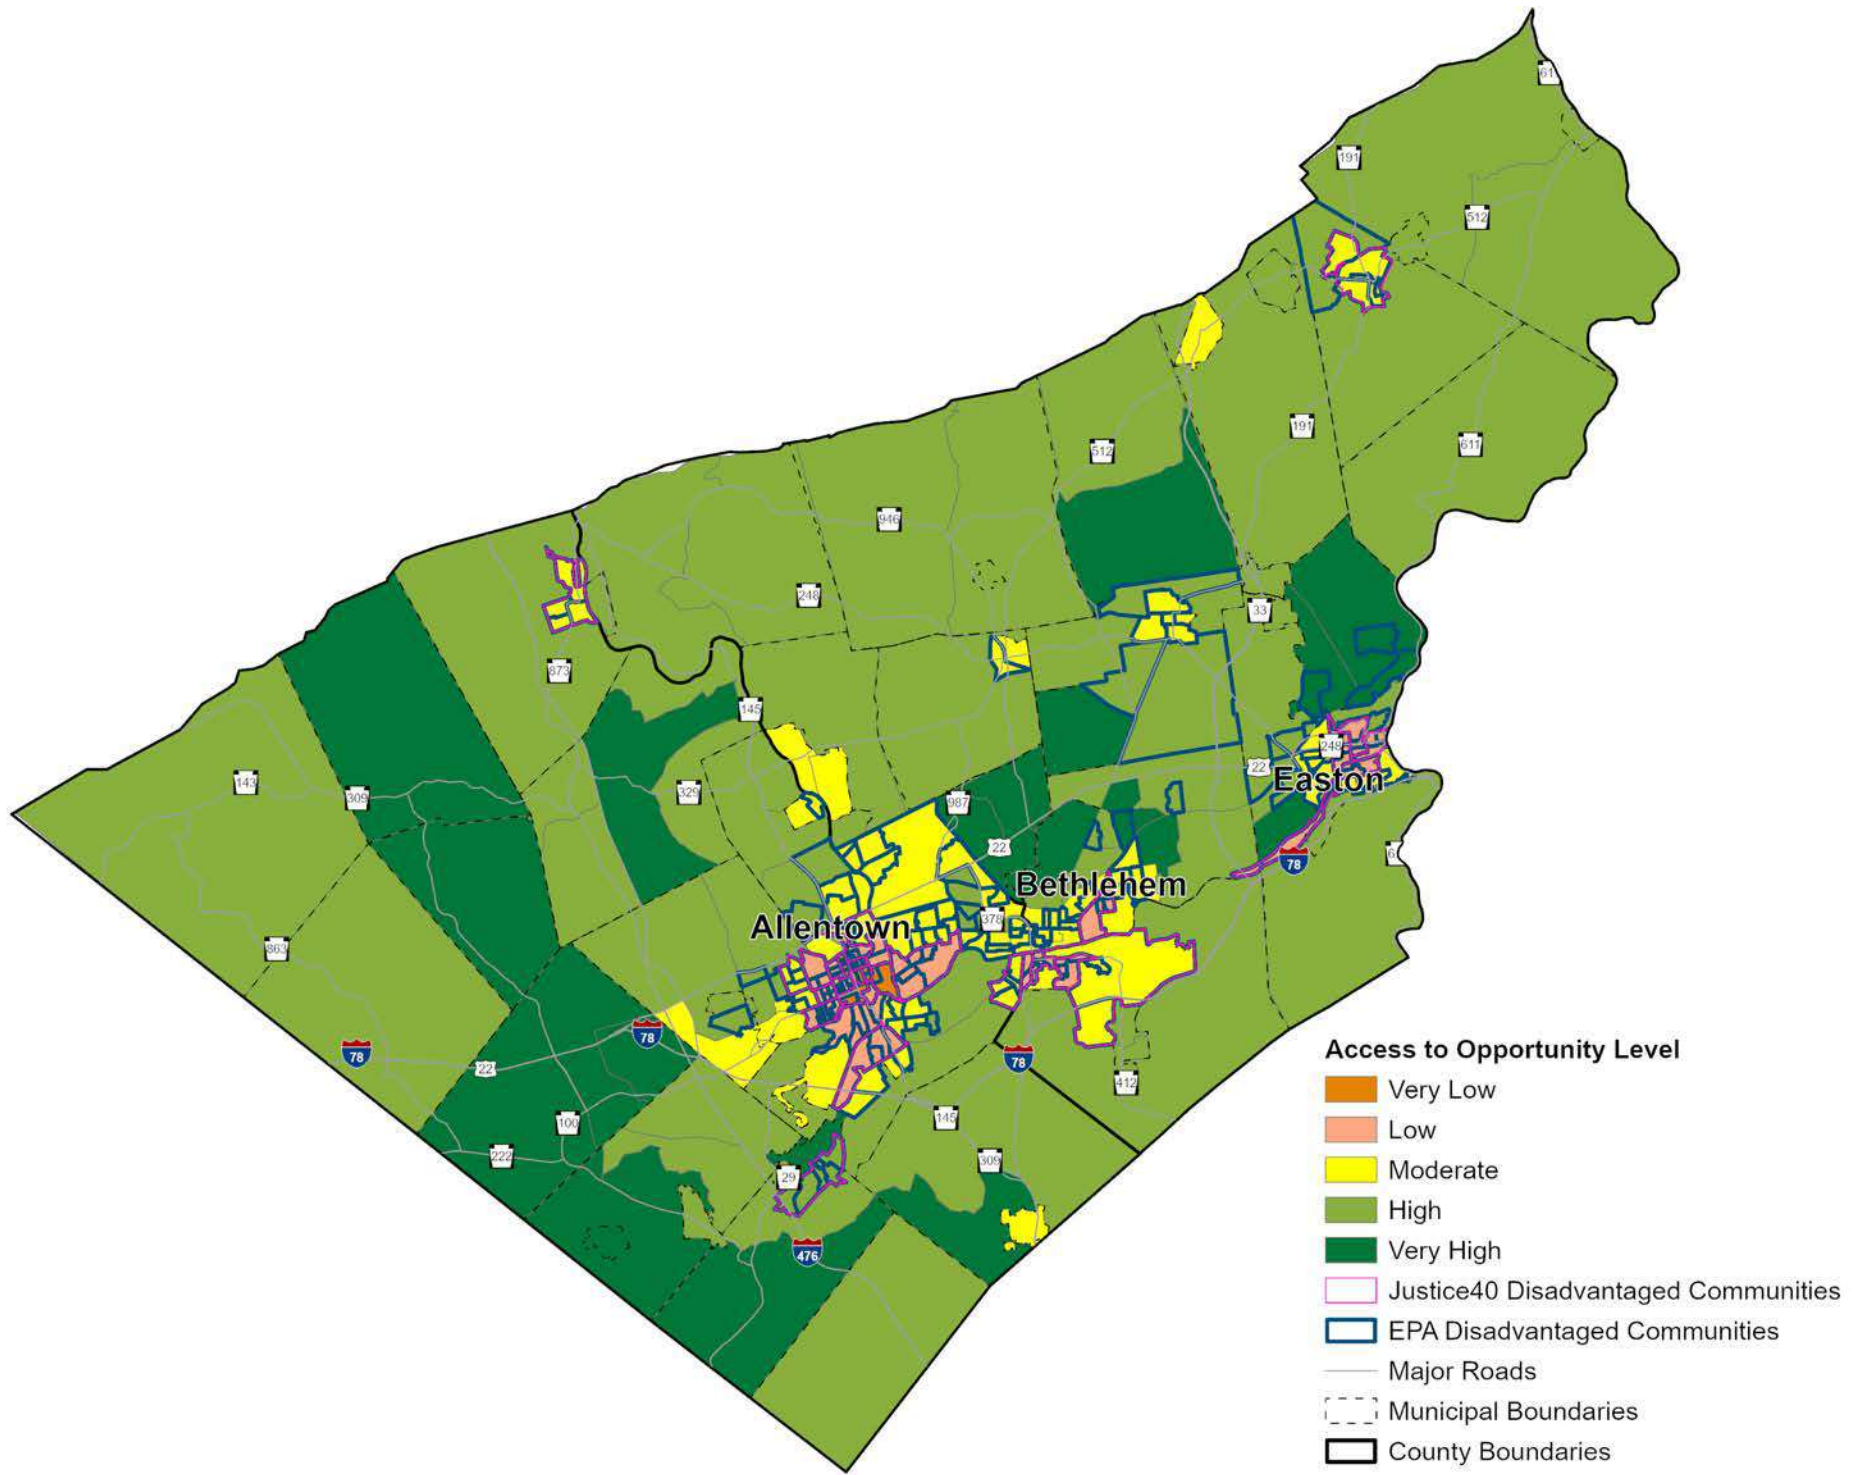 61
191
512
191
611
512
946
248
33
873
145
248
22
Easton
143
309
329
987
22
6
78
Bethlehem
378
Allentown
863
78
78
22
78
412
100
145
222
309
29
476
Access to Opportunity Level
Very Low
Low
Moderate
High
Very High
Justice40 Disadvantaged Communities
EPA Disadvantaged Communities
Major Roads
Municipal Boundaries
County Boundaries